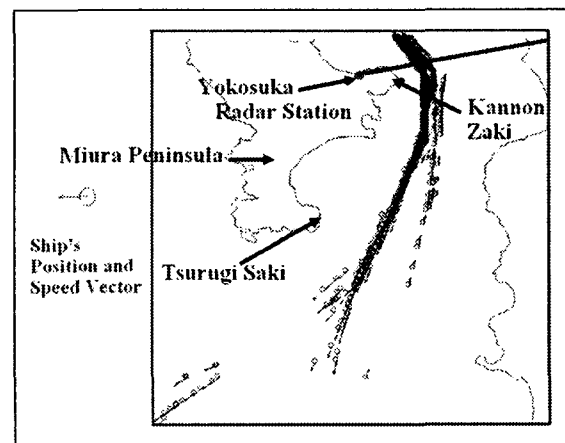 Yokosuka
Radar Station
Kannon
Zaki
Miura Peninsula
Ship's
Position and
Speed Vector
Tsurugi Saki